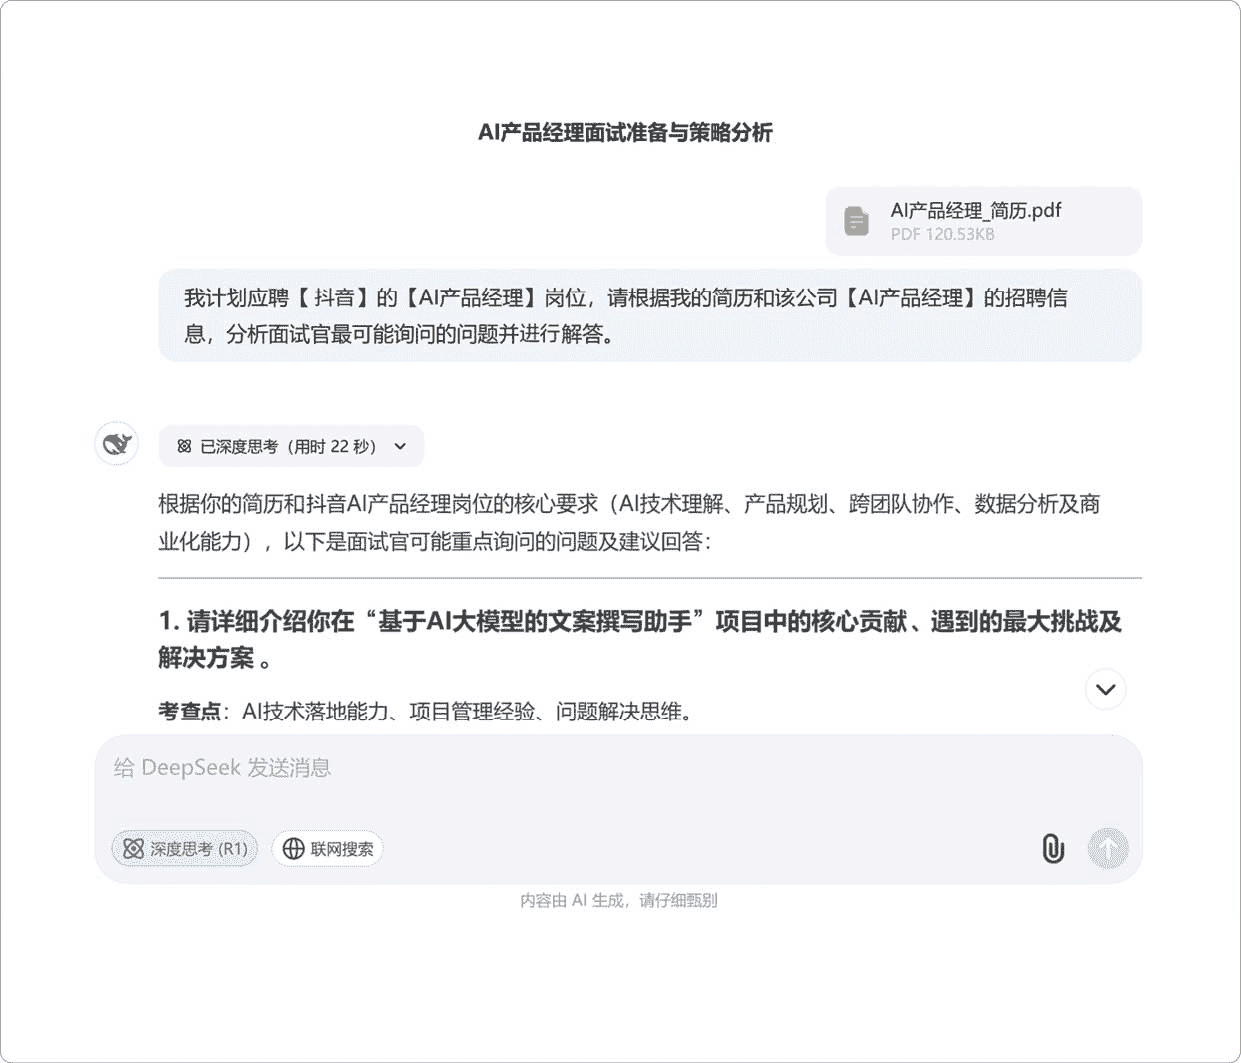 AI产品经理面试准备与策略分析
AI产品经理_简历.pdf
PDF 120.53KB
我计划应聘【 抖音】的【AI产品经理】岗位，请根据我的简历和该公司【AI产品经理】的招聘信
息，分析面试官最可能询问的问题并进行解答。
已深度思考（用时 22 秒）
根据你的简历和抖音AI产品经理岗位的核心要求（AI技术理解、产品规划、跨团队协作、数据分析及商
业化能力），以下是面试官可能重点询问的问题及建议回答：
1. 请详细介绍你在“基于AI大模型的文案撰写助手”项目中的核心贡献、遇到的最大挑战及
解决方案 。
考查点：AI技术落地能力、项目管理经验、问题解决思维。
给 DeepSeek 发送消息
深度思考 (R1)
联网搜索
内容由 AI 生成，请仔细甄别